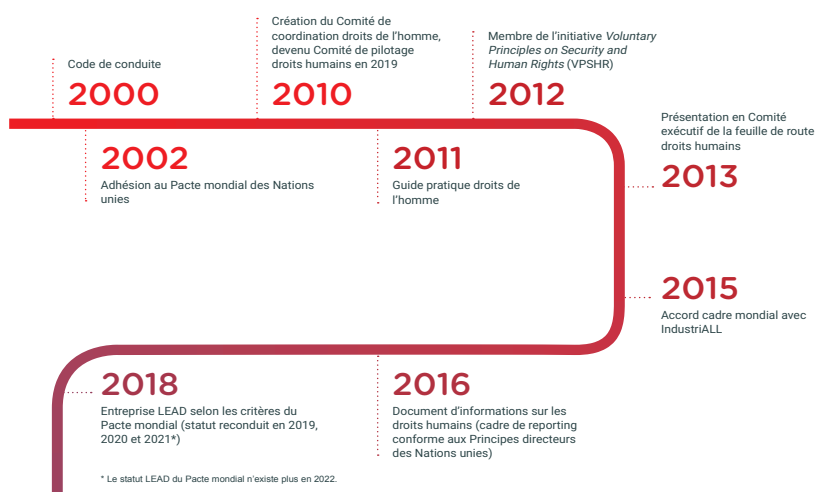 Code de conduite
2000
2002
Adhésion au Pacte mondial des Nations
unies
Création du Comité de
coordination droits de l'homme,
devenu Comité de pilotage
droits humains en 2019
2010
2011
Guide pratique droits de
l'homme
Membre de l'initiative Voluntary
Principles on Security and
Human Rights (VPSHR)
2012
Présentation en Comité
exécutif de la feuille de route
droits humains
2013
2015
Accord cadre mondial avec
IndustriALL
2016
Document d'informations sur les
droits humains (cadre de reporting
conforme aux Principes directeurs
des Nations unies)
2018
Entreprise LEAD selon les critères du
Pacte mondial (statut reconduit en 2019,
2020 et 2021*)
* Le statut LEAD du Pacte mondial n'existe plus en 2022.